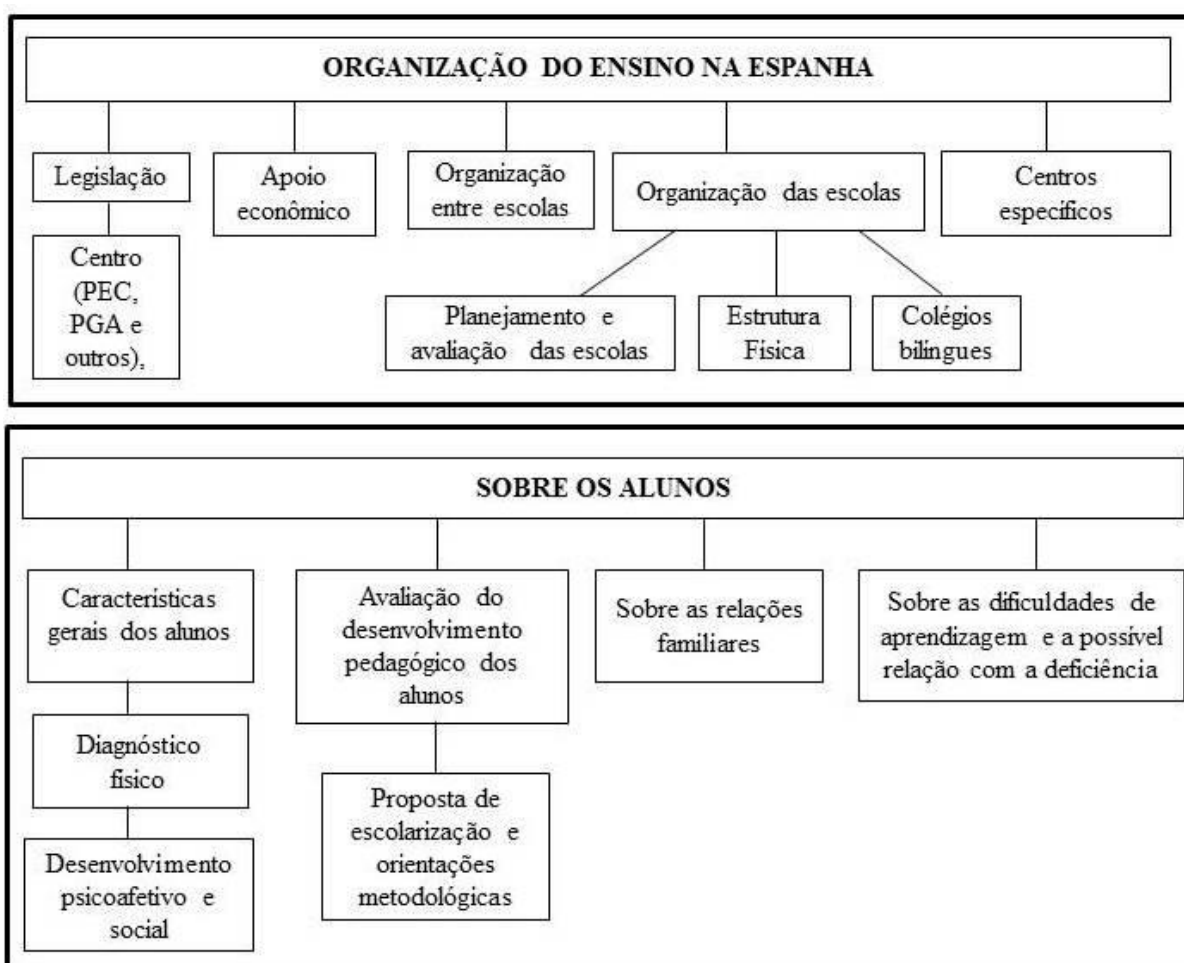 ORGANIZAÇÃO DO ENSINO NA ESPANHA
Legislação
Centro
(PEC,
PGA e
outros),
Apoio
econômico
Organização
entre escolas
Organização das escolas
Planejamento e
avaliação das escolas
Estrutura
Física
Colégios
bilíngues
Centros
específicos
SOBRE OS ALUNOS
Características
gerais dos alunos
Diagnóstico
físico
Desenvolvimento
psicoafetivo e
social
Avaliação do
desenvolvimento
pedagógico dos
alunos
Proposta de
escolarização e
orientações
metodológicas
Sobre as relações
familiares
Sobre as dificuldades de
aprendizagem e a possível
relação com a deficiência